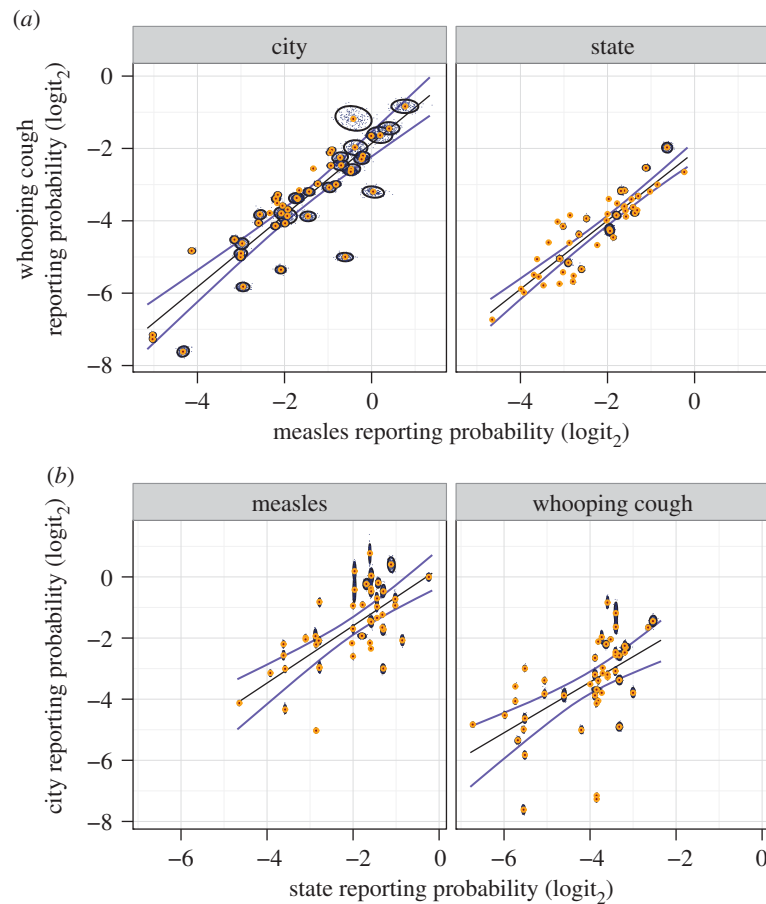 (a)
city
state
whooping cough
reporting probability (logit₂)
0
−2
−4
−6
−8
−4 −2 0 −4 −2 0
measles reporting probability (logit₂)
(b)
measles
whooping cough
city reporting probability (logit₂)
0
−2
−4
−6
−8
−6 −4 −2 0 −6 −4 −2 0
state reporting probability (logit₂)